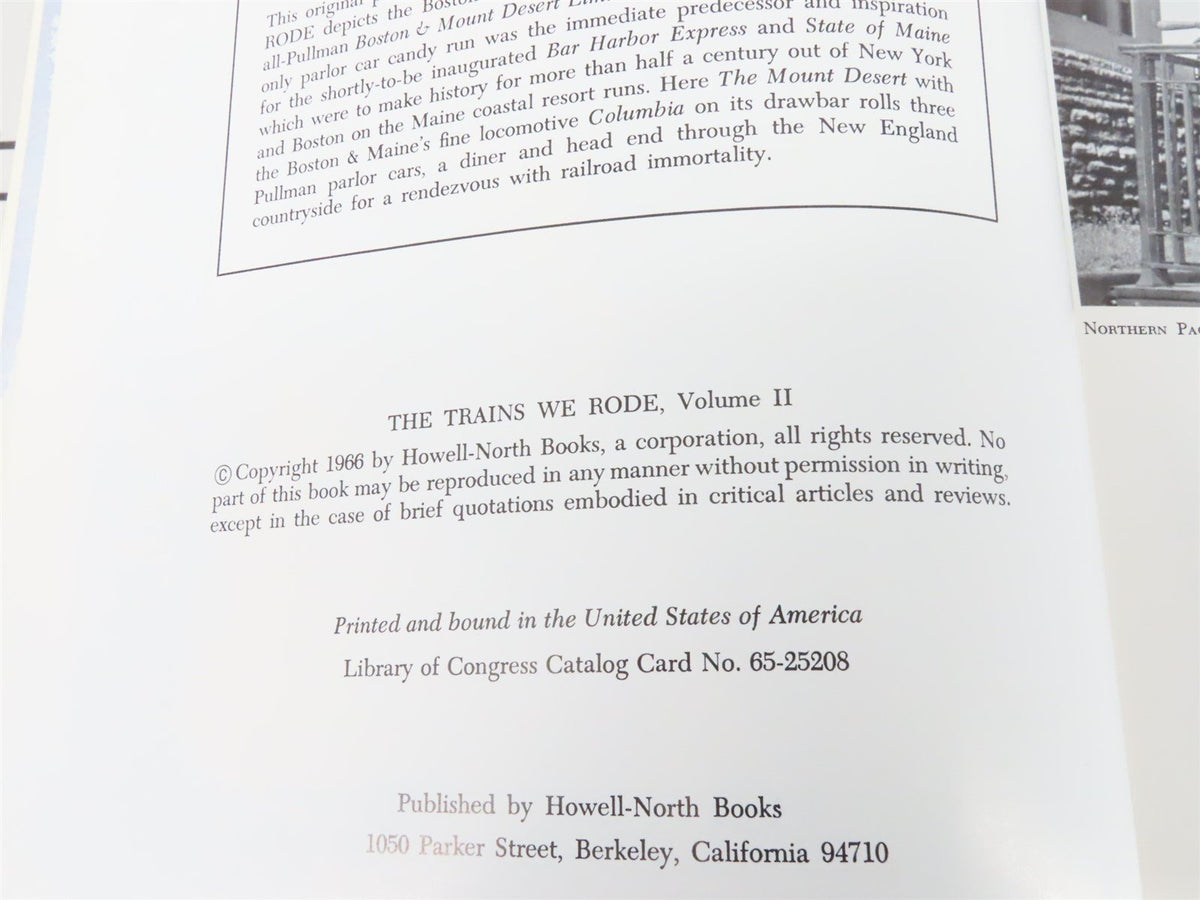 This original
RODE depicts the Boston
all-Pullman Boston & Mount Desert
only parlor car candy run was the immediate predecessor and inspiration
for the shortly-to-be inaugurated Bar Harbor Express and State of Maine
which were to make history for more than half a century out of New York
and Boston on the Maine coastal resort runs. Here The Mount Desert with
the Boston & Maine's fine locomotive Columbia on its drawbar rolls three
Pullman parlor cars, a diner and head end through the New England
countryside for a rendezvous with railroad immortality.
THE TRAINS WE RODE, Volume II
© Copyright 1966 by Howell-North Books, a corporation, all rights reserved. No
part of this book may be reproduced in any manner without permission in writing,
except in the case of brief quotations embodied in critical articles and reviews.
Printed and bound in the United States of America
Library of Congress Catalog Card No. 65-25208
Published by Howell-North Books
1050 Parker Street, Berkeley, California 94710
NORTHERN PA